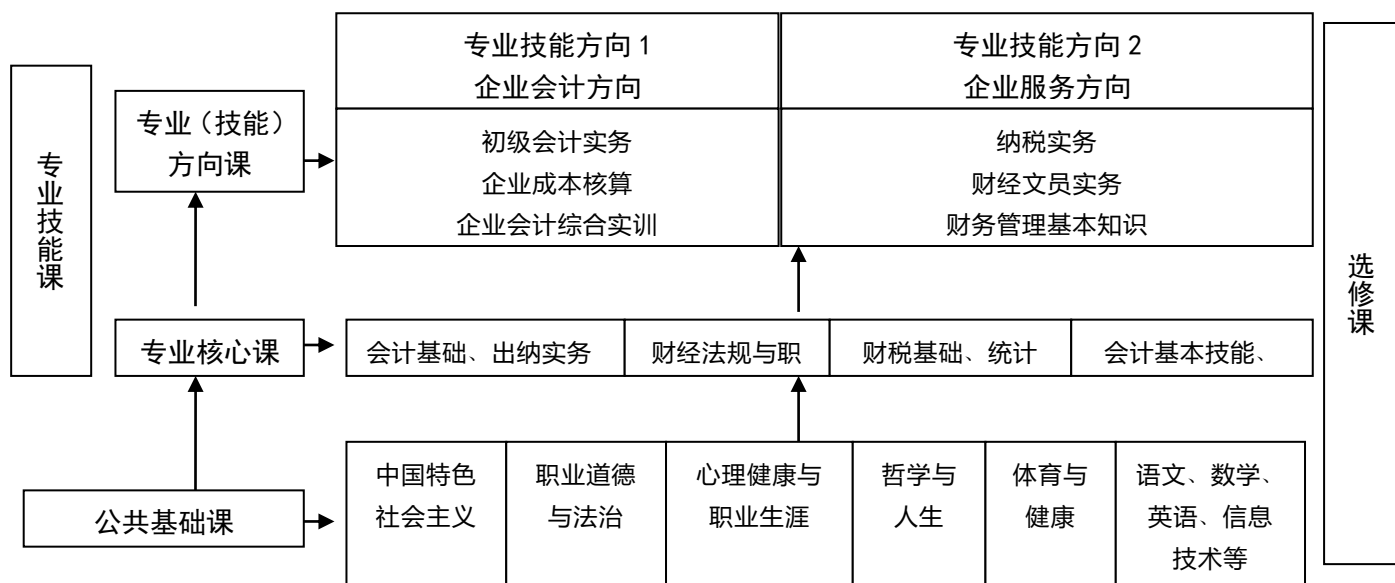 专业技能课
专业（技能）
方向课
专业技能方向1
企业会计方向
初级会计实务
企业成本核算
企业会计综合实训
专业技能方向2
企业服务方向
纳税实务
财经文员实务
财务管理基本知识
选修课
专业核心课
会计基础、出纳实务
财经法规与职
财税基础、统计
会计基本技能、
公共基础课
中国特色
社会主义
职业道德
与法治
心理健康与
职业生涯
哲学与
人生
体育与
健康
语文、数学、
英语、信息
技术等